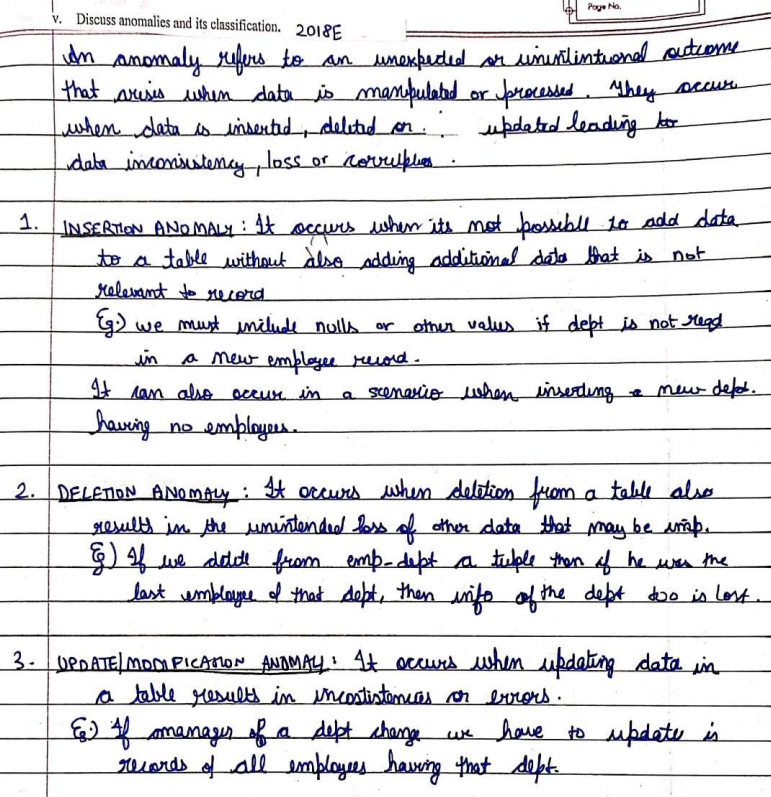 Page No.
v. Discuss anomalies and its classification. 2018E
An anomaly refers to an unexpected or unintintional outcome
that arisis when data is manipulated or processed. They occur
when data is inserted, deleted or updated leading to
data inconsistency, loss or corruption.
1. INSERTION ANOMALY : It occurs when its not possible to add data
to a table without also adding additional data that is not
relevant to record
Eg:) we must include nulls or other values if dept is not reqd
in a new employee record.
It can also occur in a scenario when inserting a new dept.
having no employees.
2. DELETION ANOMALY : It occurs when deletion from a table also
results in the unintended loss of other data that may be imp.
Eg) If we delete from emp-dept a tuple then if he was the
last employee of that dept, then info of the dept too is lost.
3. UPDATE/MODIFICATION ANOMALY : It occurs when updating data in
a table results in incostistencies or errors.
Eg:) If manager of a dept change we have to update is
records of all employees having that dept.